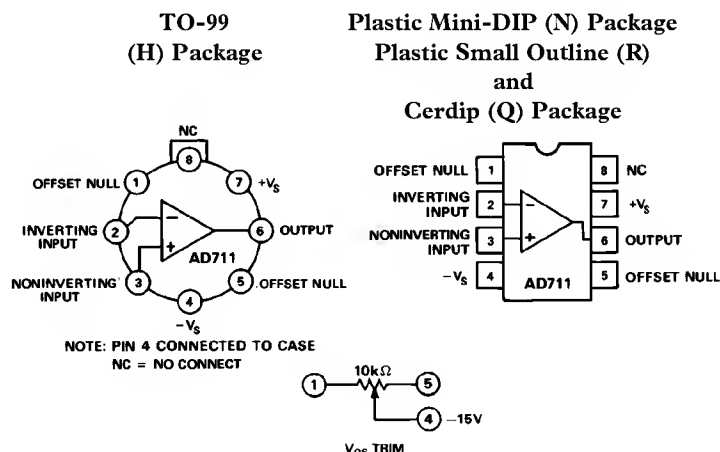 TO-99
(H) Package
Plastic Mini-DIP (N) Package
Plastic Small Outline (R)
and
Cerdip (Q) Package
NC
8
OFFSET NULL
1
7
+VS
INVERTING
INPUT
2
−
6
OUTPUT
+
AD711
NONINVERTING
INPUT
3
5
OFFSET NULL
4
−VS
NOTE: PIN 4 CONNECTED TO CASE
NC = NO CONNECT
OFFSET NULL
1
8
NC
INVERTING
INPUT
2
−
7
+VS
NONINVERTING
INPUT
3
+
6
OUTPUT
−VS
4
AD711
5
OFFSET NULL
10kΩ
1
5
4
−15V
VOS TRIM